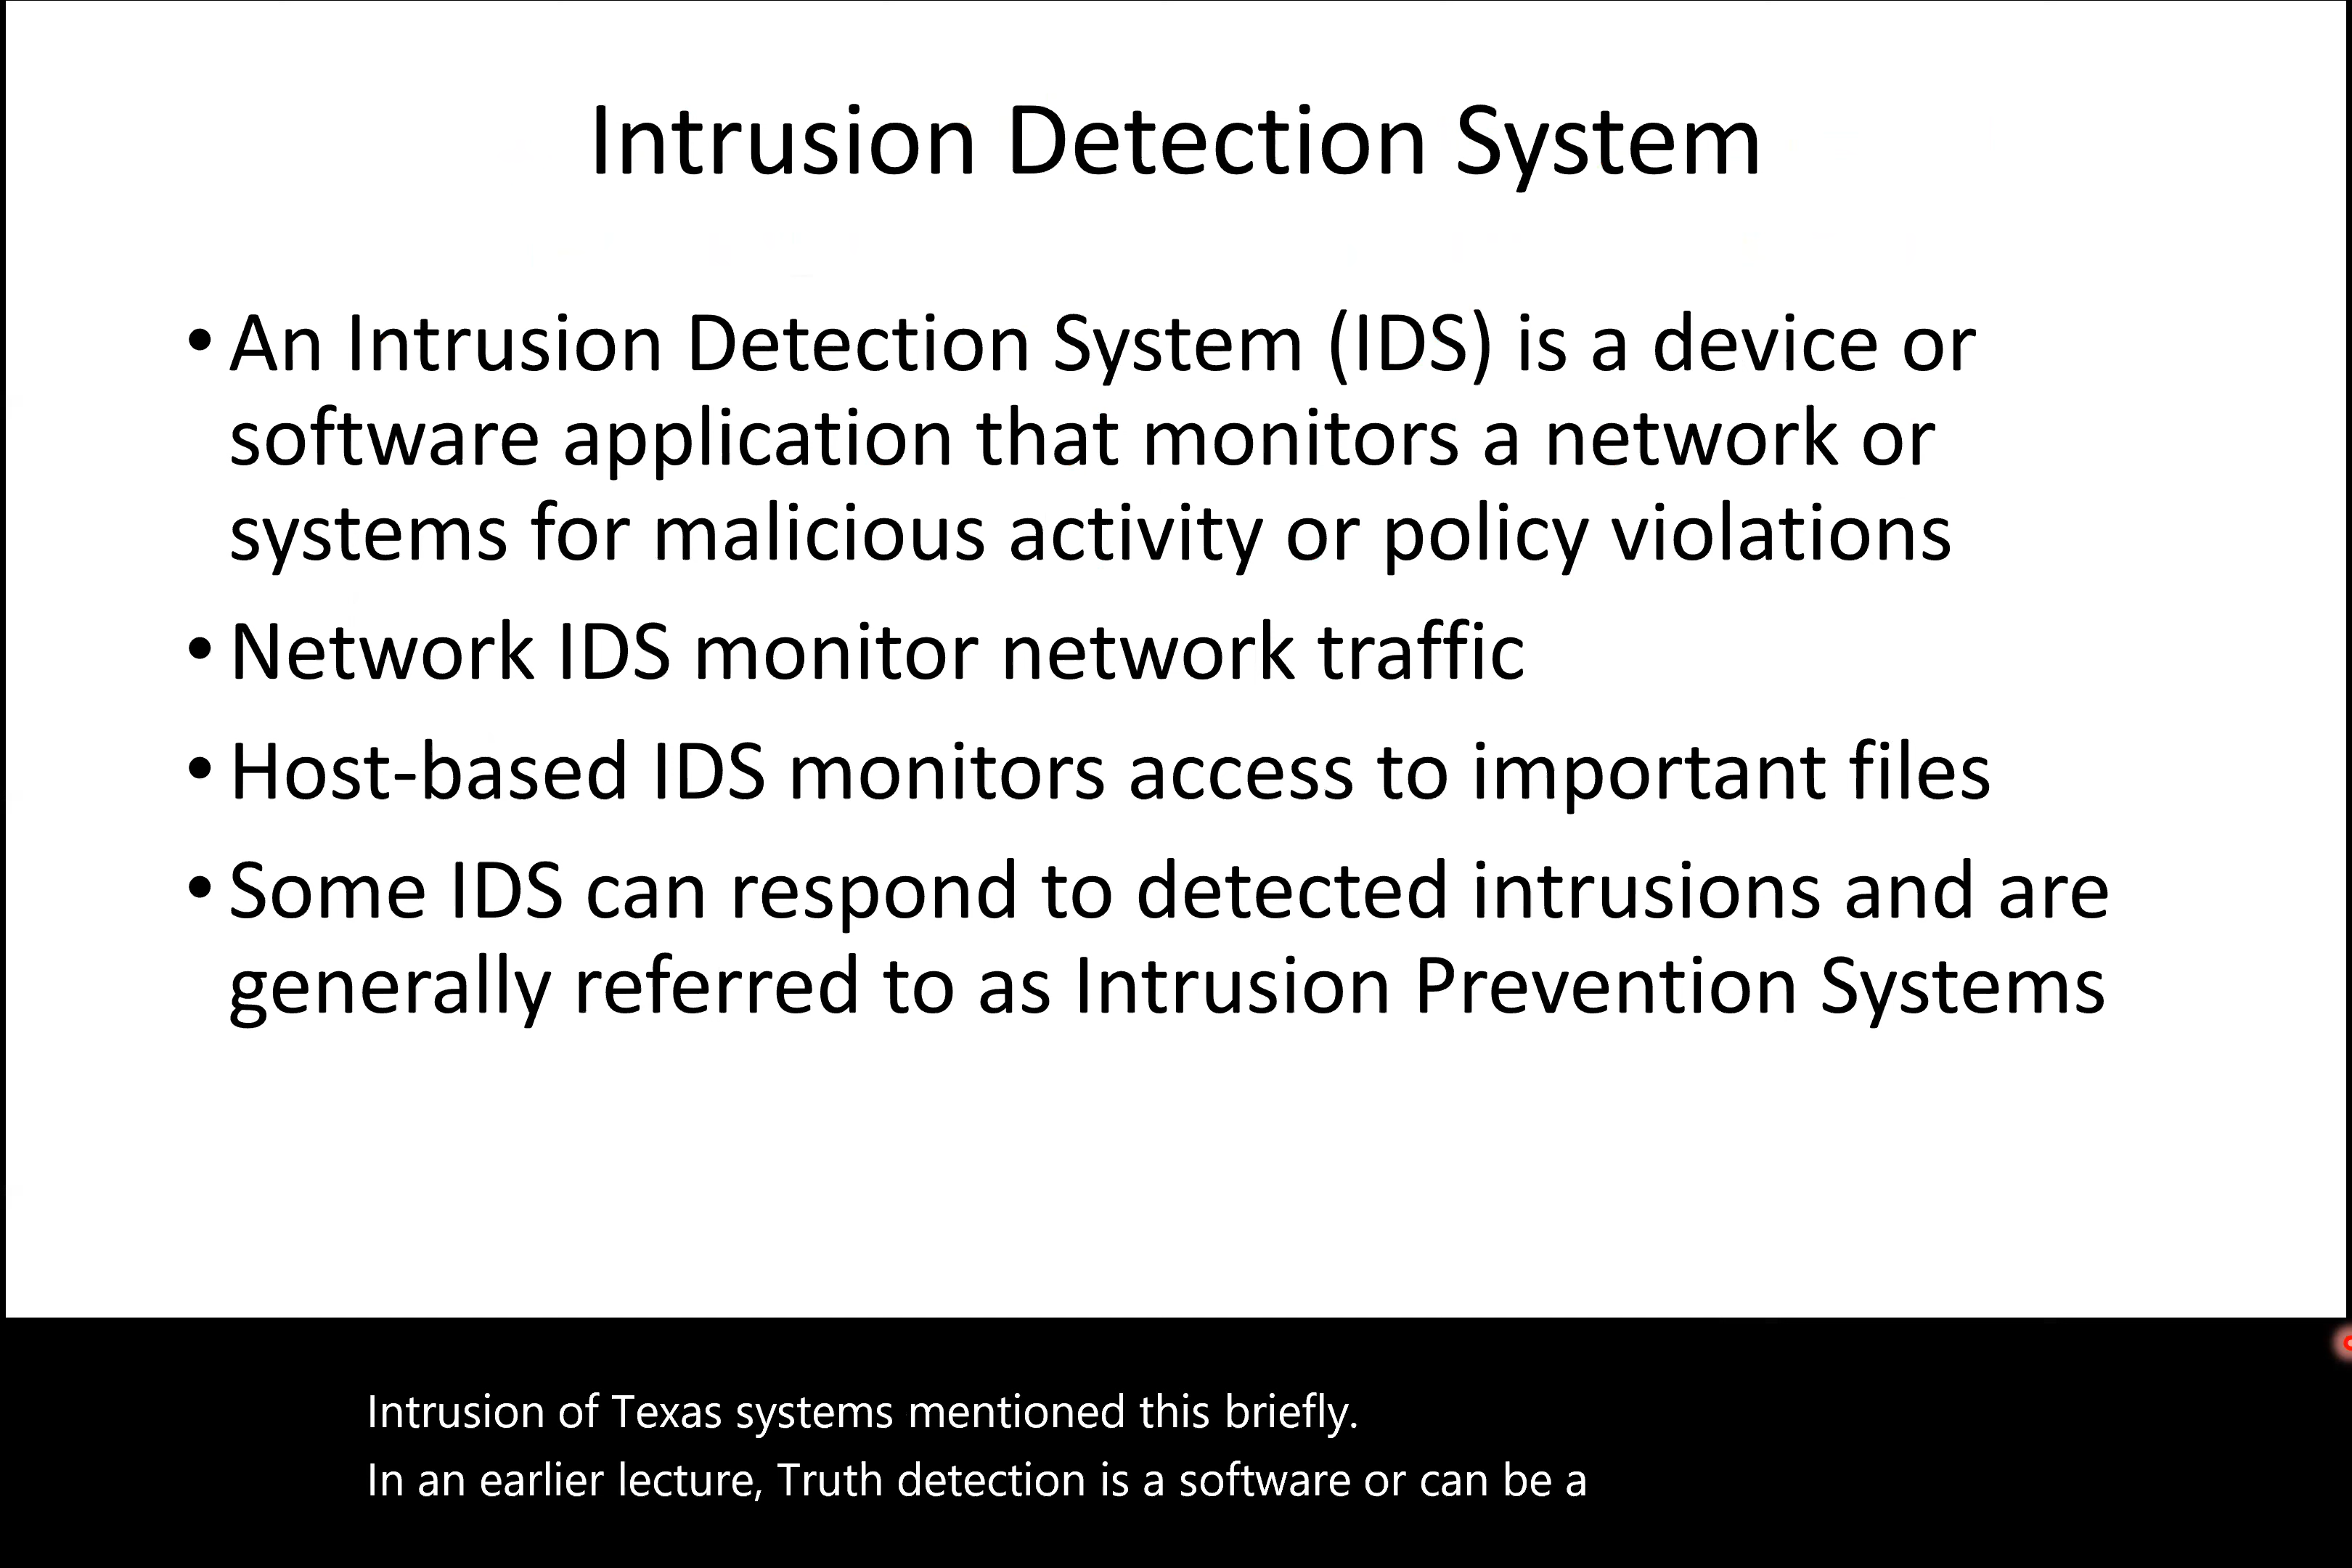 Intrusion Detection System
• An Intrusion Detection System (IDS) is a device or
software application that monitors a network or
systems for malicious activity or policy violations
• Network IDS monitor network traffic
• Host-based IDS monitors access to important files
• Some IDS can respond to detected intrusions and are
generally referred to as Intrusion Prevention Systems
Intrusion of Texas systems mentioned this briefly.
In an earlier lecture, Truth detection is a software or can be a